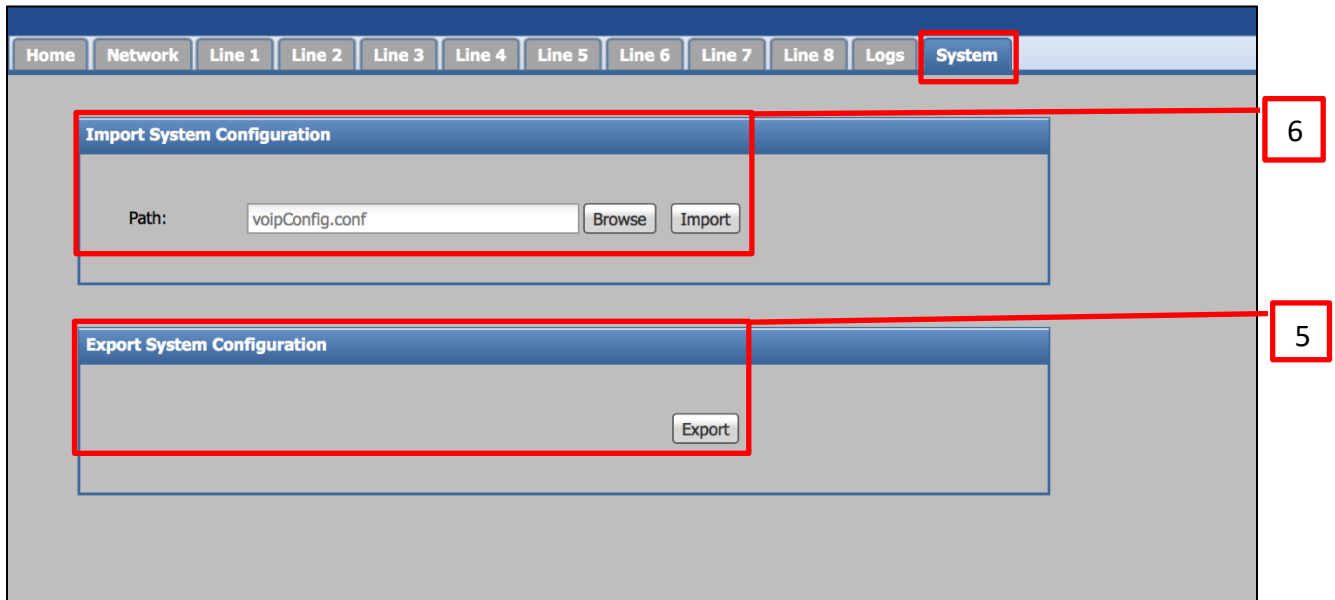 Home Network Line 1 Line 2 Line 3 Line 4 Line 5 Line 6 Line 7 Line 8 Logs System
Import System Configuration
6
Path: voipConfig.conf Browse Import
Export System Configuration
5
Export